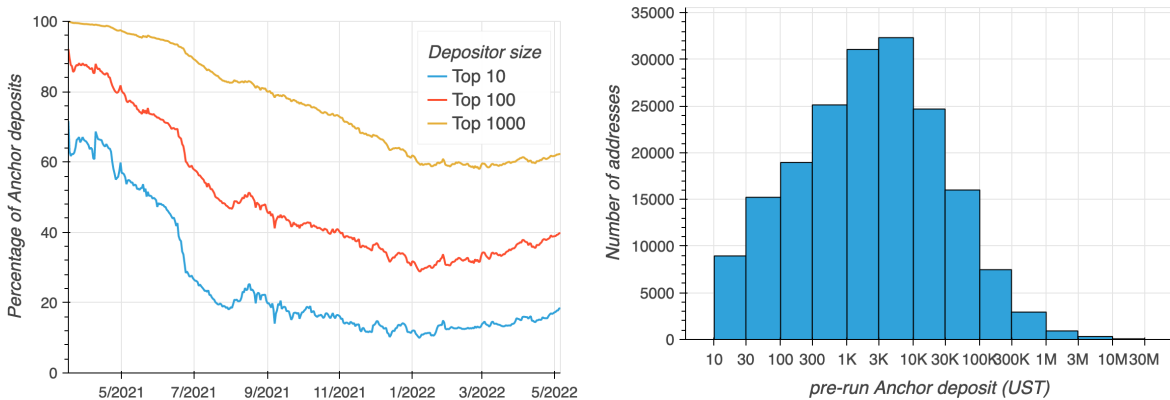 100
80
60
40
20
0
Percentage of Anchor deposits
Depositor size
Top 10
Top 100
Top 1000
5/2021 7/2021 9/2021 11/2021 1/2022 3/2022 5/2022
35000
30000
25000
20000
15000
10000
5000
0
Number of addresses
10 30 100 300 1K 3K 10K 30K 100K 300K 1M 3M 10M 30M
pre-run Anchor deposit (UST)